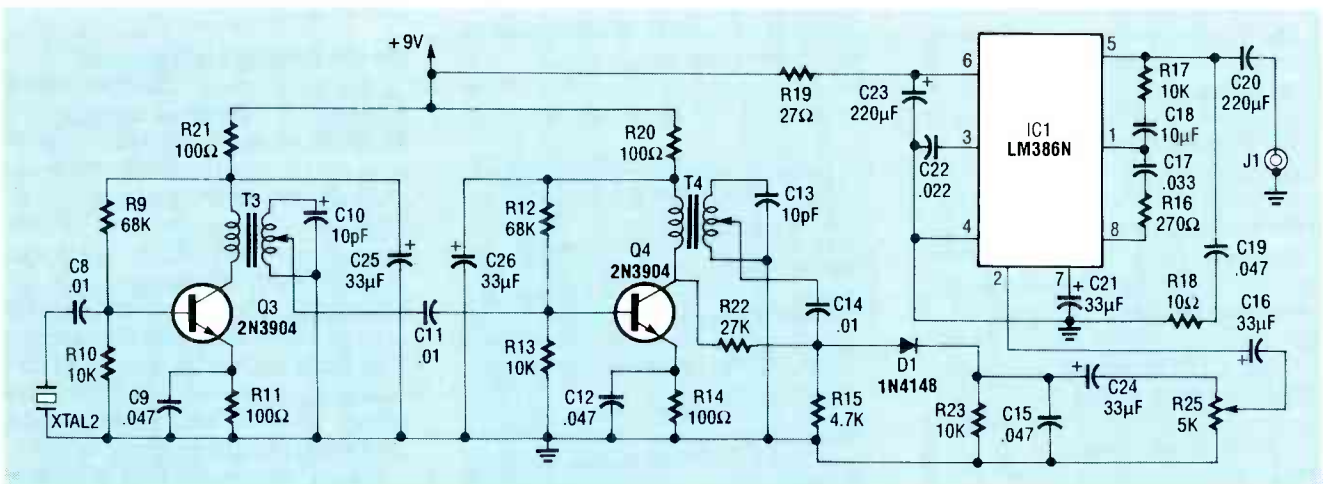 +9V
R21
100Ω
R9
68K
T3
C10
10pF
C25
33µF
C8
.01
Q3
2N3904
R10
10K
C9
.047
R11
100Ω
XTAL2
C11
.01
R20
100Ω
R12
68K
C26
33µF
T4
C13
10pF
Q4
2N3904
R13
10K
C12
.047
R14
100Ω
R22
27K
C14
.01
D1
1N4148
R15
4.7K
R19
27Ω
C23
220µF
+
6
5
3
1
4
8
2
7
IC1
LM386N
C22
.022
R17
10K
C18
10µF
C17
.033
R16
270Ω
C20
220µF
J1
C19
.047
C21
33µF
R18
10Ω
C16
33µF
C24
33µF
R23
10K
C15
.047
R25
5K